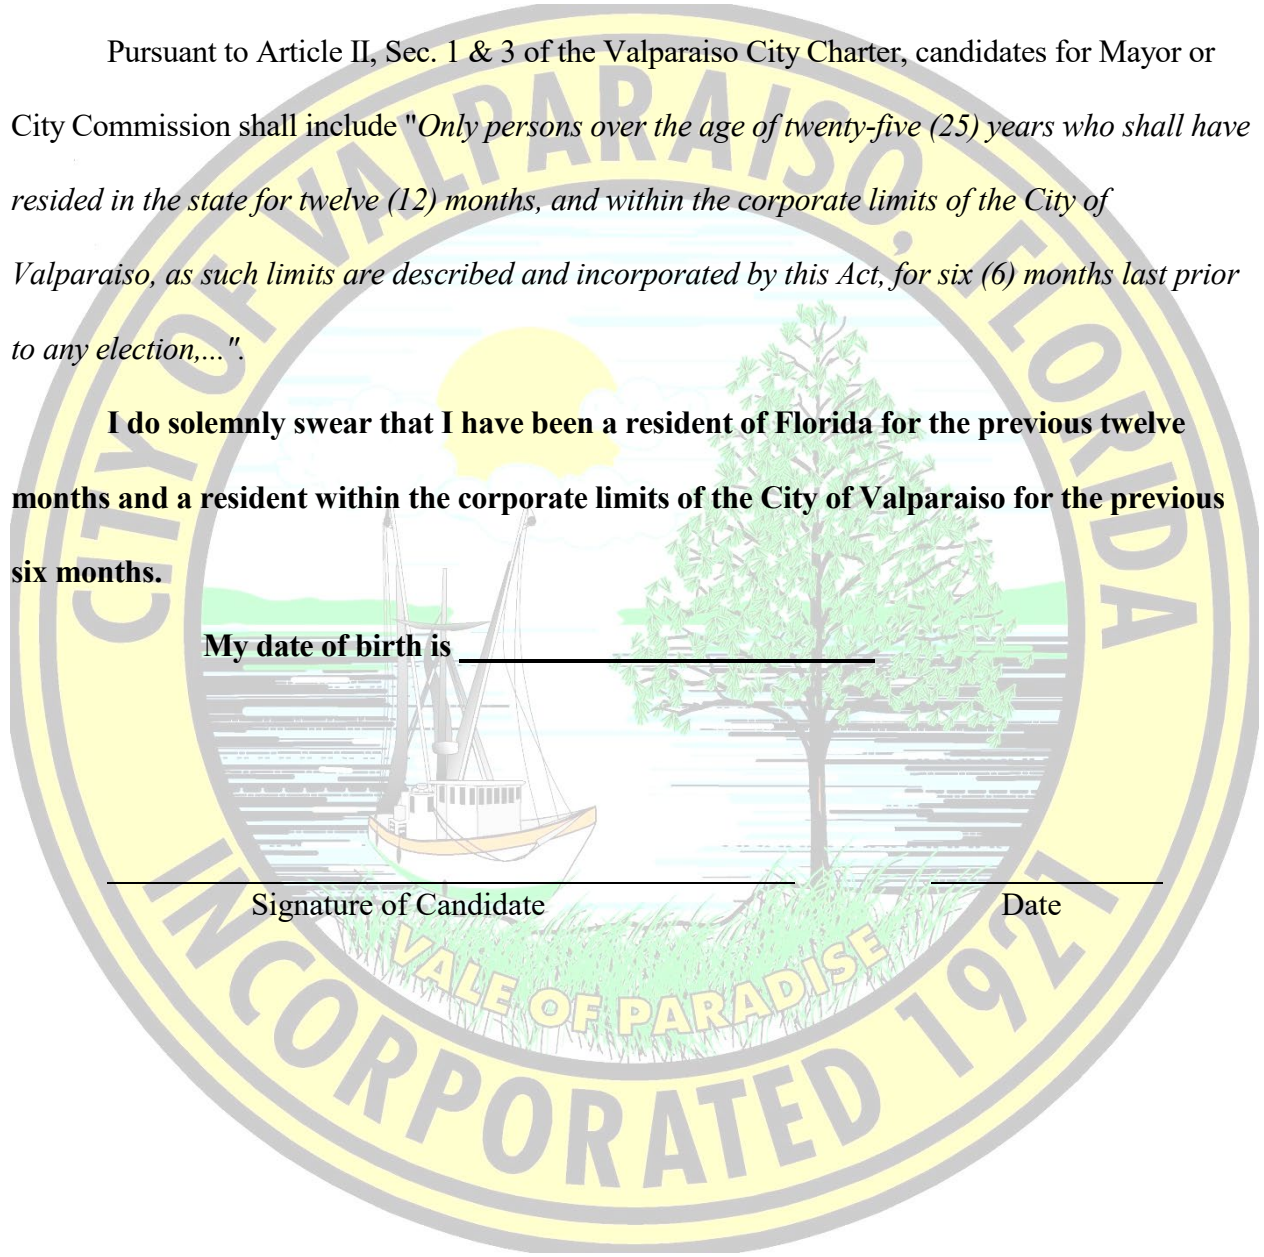 Pursuant to Article II, Sec. 1 & 3 of the Valparaiso City Charter, candidates for Mayor or
City Commission shall include "Only persons over the age of twenty-five (25) years who shall have
resided in the state for twelve (12) months, and within the corporate limits of the City of
Valparaiso, as such limits are described and incorporated by this Act, for six (6) months last prior
to any election,...".
I do solemnly swear that I have been a resident of Florida for the previous twelve
months and a resident within the corporate limits of the City of Valparaiso for the previous
six months.
My date of birth is
Signature of Candidate Date
CITY OF VALPARAISO, FLORIDA
VALE OF PARADISE
INCORPORATED 1921